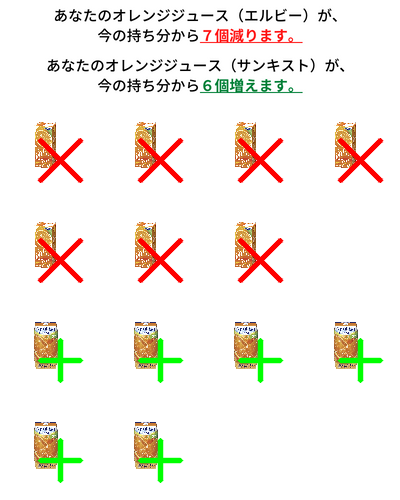 あなたのオレンジジュース（エルビー）が、
今の持ち分から７個減ります。
あなたのオレンジジュース（サンキスト）が、
今の持ち分から６個増えます。